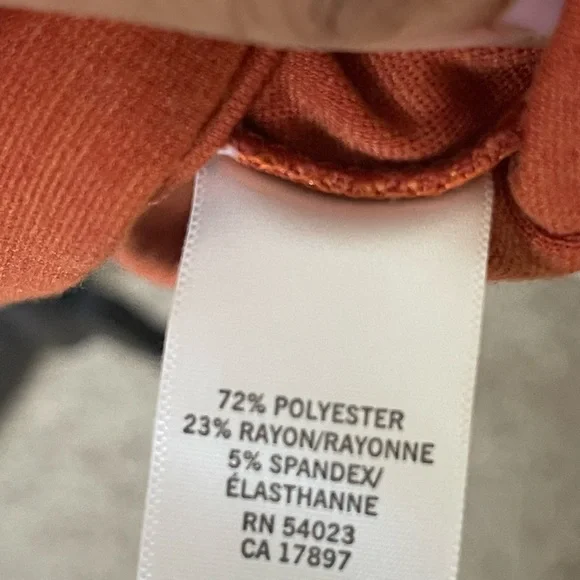 72% POLYESTER
23% RAYON/RAYONNE
5% SPANDEX/
ÉLASTHANNE
RN 54023
CA 17897